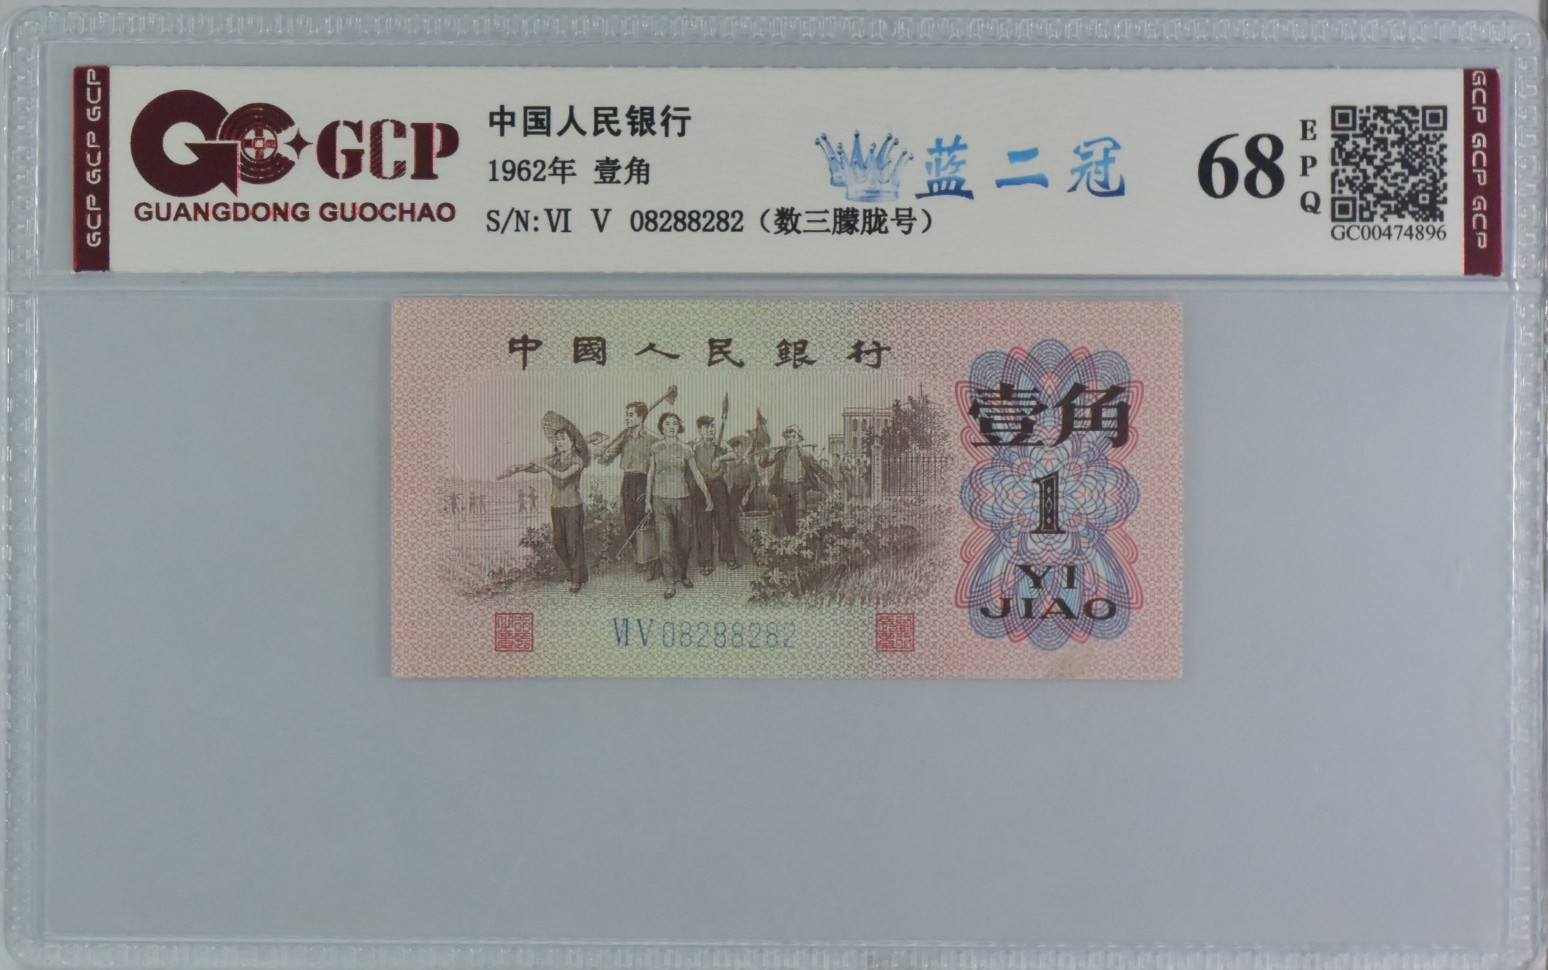 GCP
GUANGDONG GUOCHAO
中国人民银行
1962年 壹角
S/N: VI V 08288282（数三朦胧号）
蓝二冠
68
EPQ
GC00474896
GCP GCP GCP
GCP GCP GCP
中國人民銀行
壹角
1
YI
JIAO
VI V 08288282